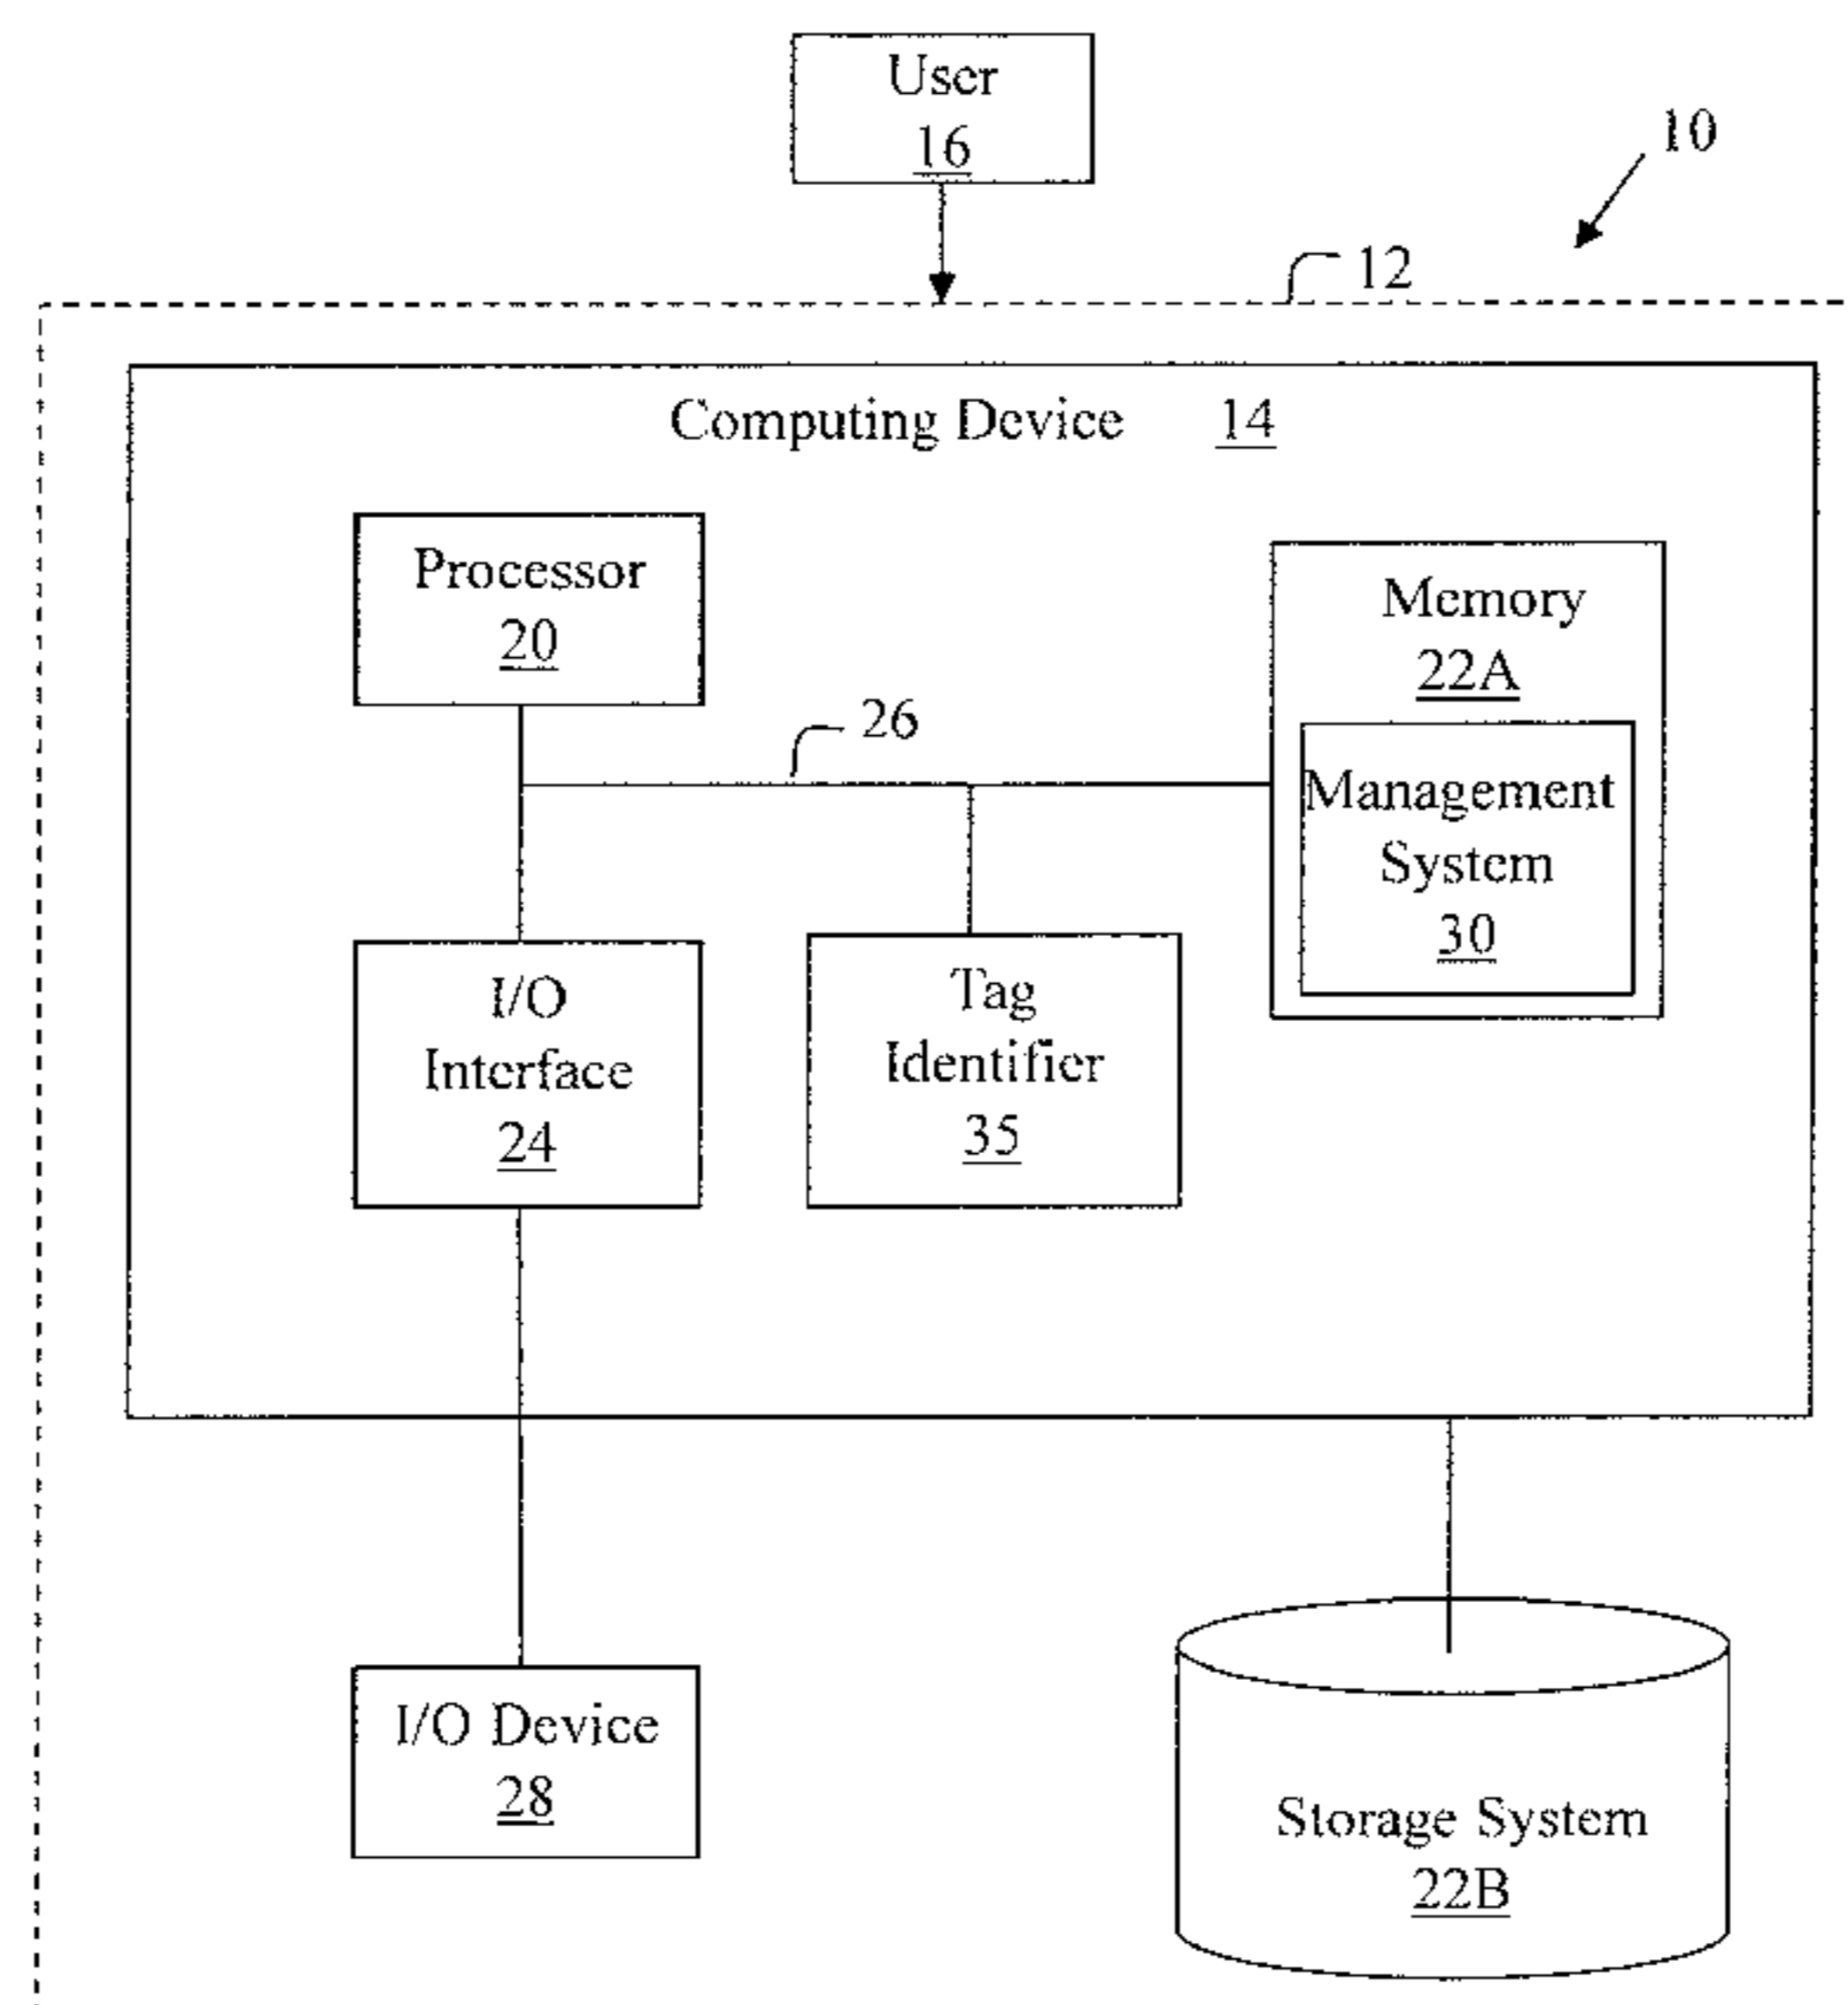 User
16
10
12
Computing Device 14
Processor
20
Memory
22A
26
Management
System
30
I/O
Interface
24
Tag
Identifier
35
I/O Device
28
Storage System
22B